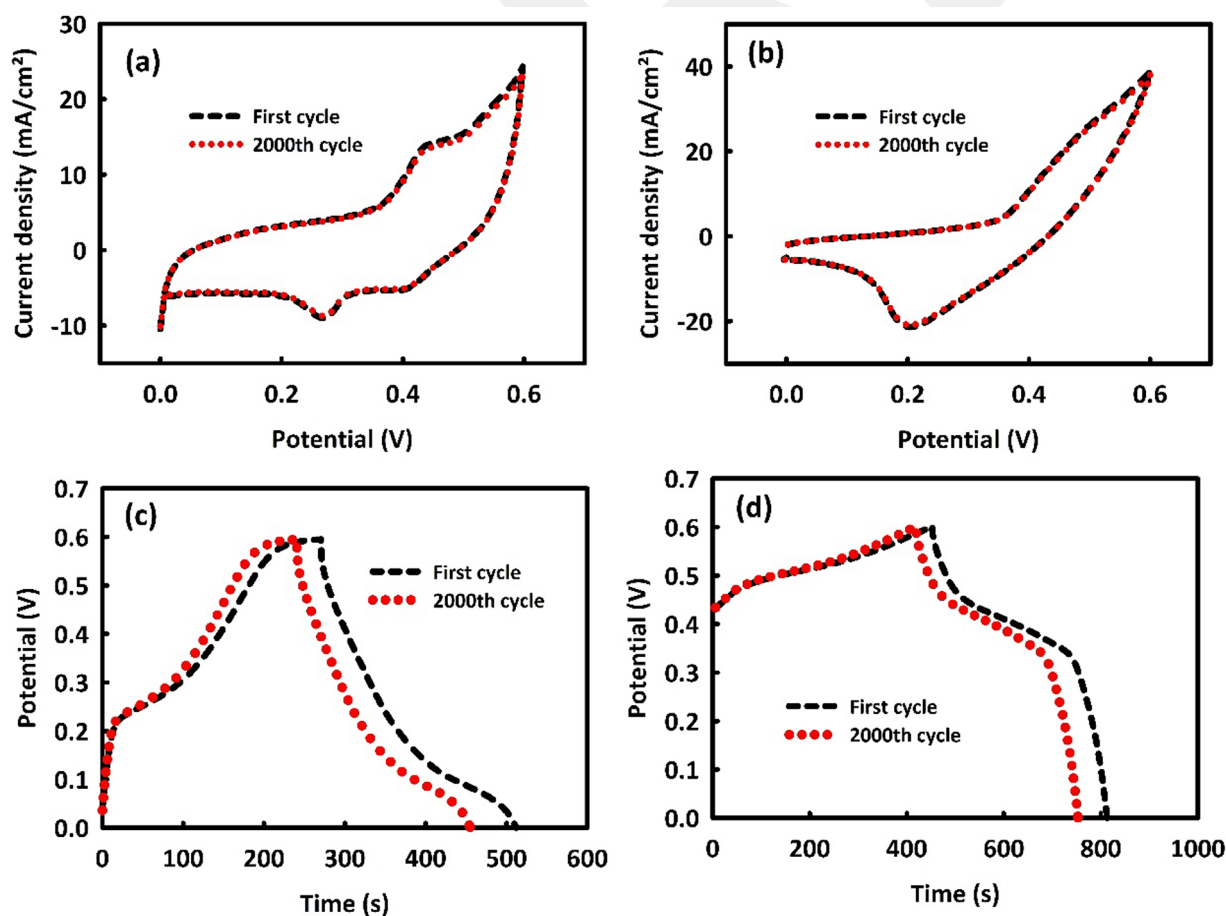 (a)
First cycle
2000th cycle
Current density (mA/cm²)
30
20
10
0
-10
0.0 0.2 0.4 0.6
Potential (V)
(b)
First cycle
2000th cycle
Current density (mA/cm²)
40
20
0
-20
0.0 0.2 0.4 0.6
Potential (V)
(c)
First cycle
2000th cycle
Potential (V)
0.7
0.6
0.5
0.4
0.3
0.2
0.1
0.0
0 100 200 300 400 500 600
Time (s)
(d)
First cycle
2000th cycle
Potential (V)
0.7
0.6
0.5
0.4
0.3
0.2
0.1
0.0
0 200 400 600 800 1000
Time (s)